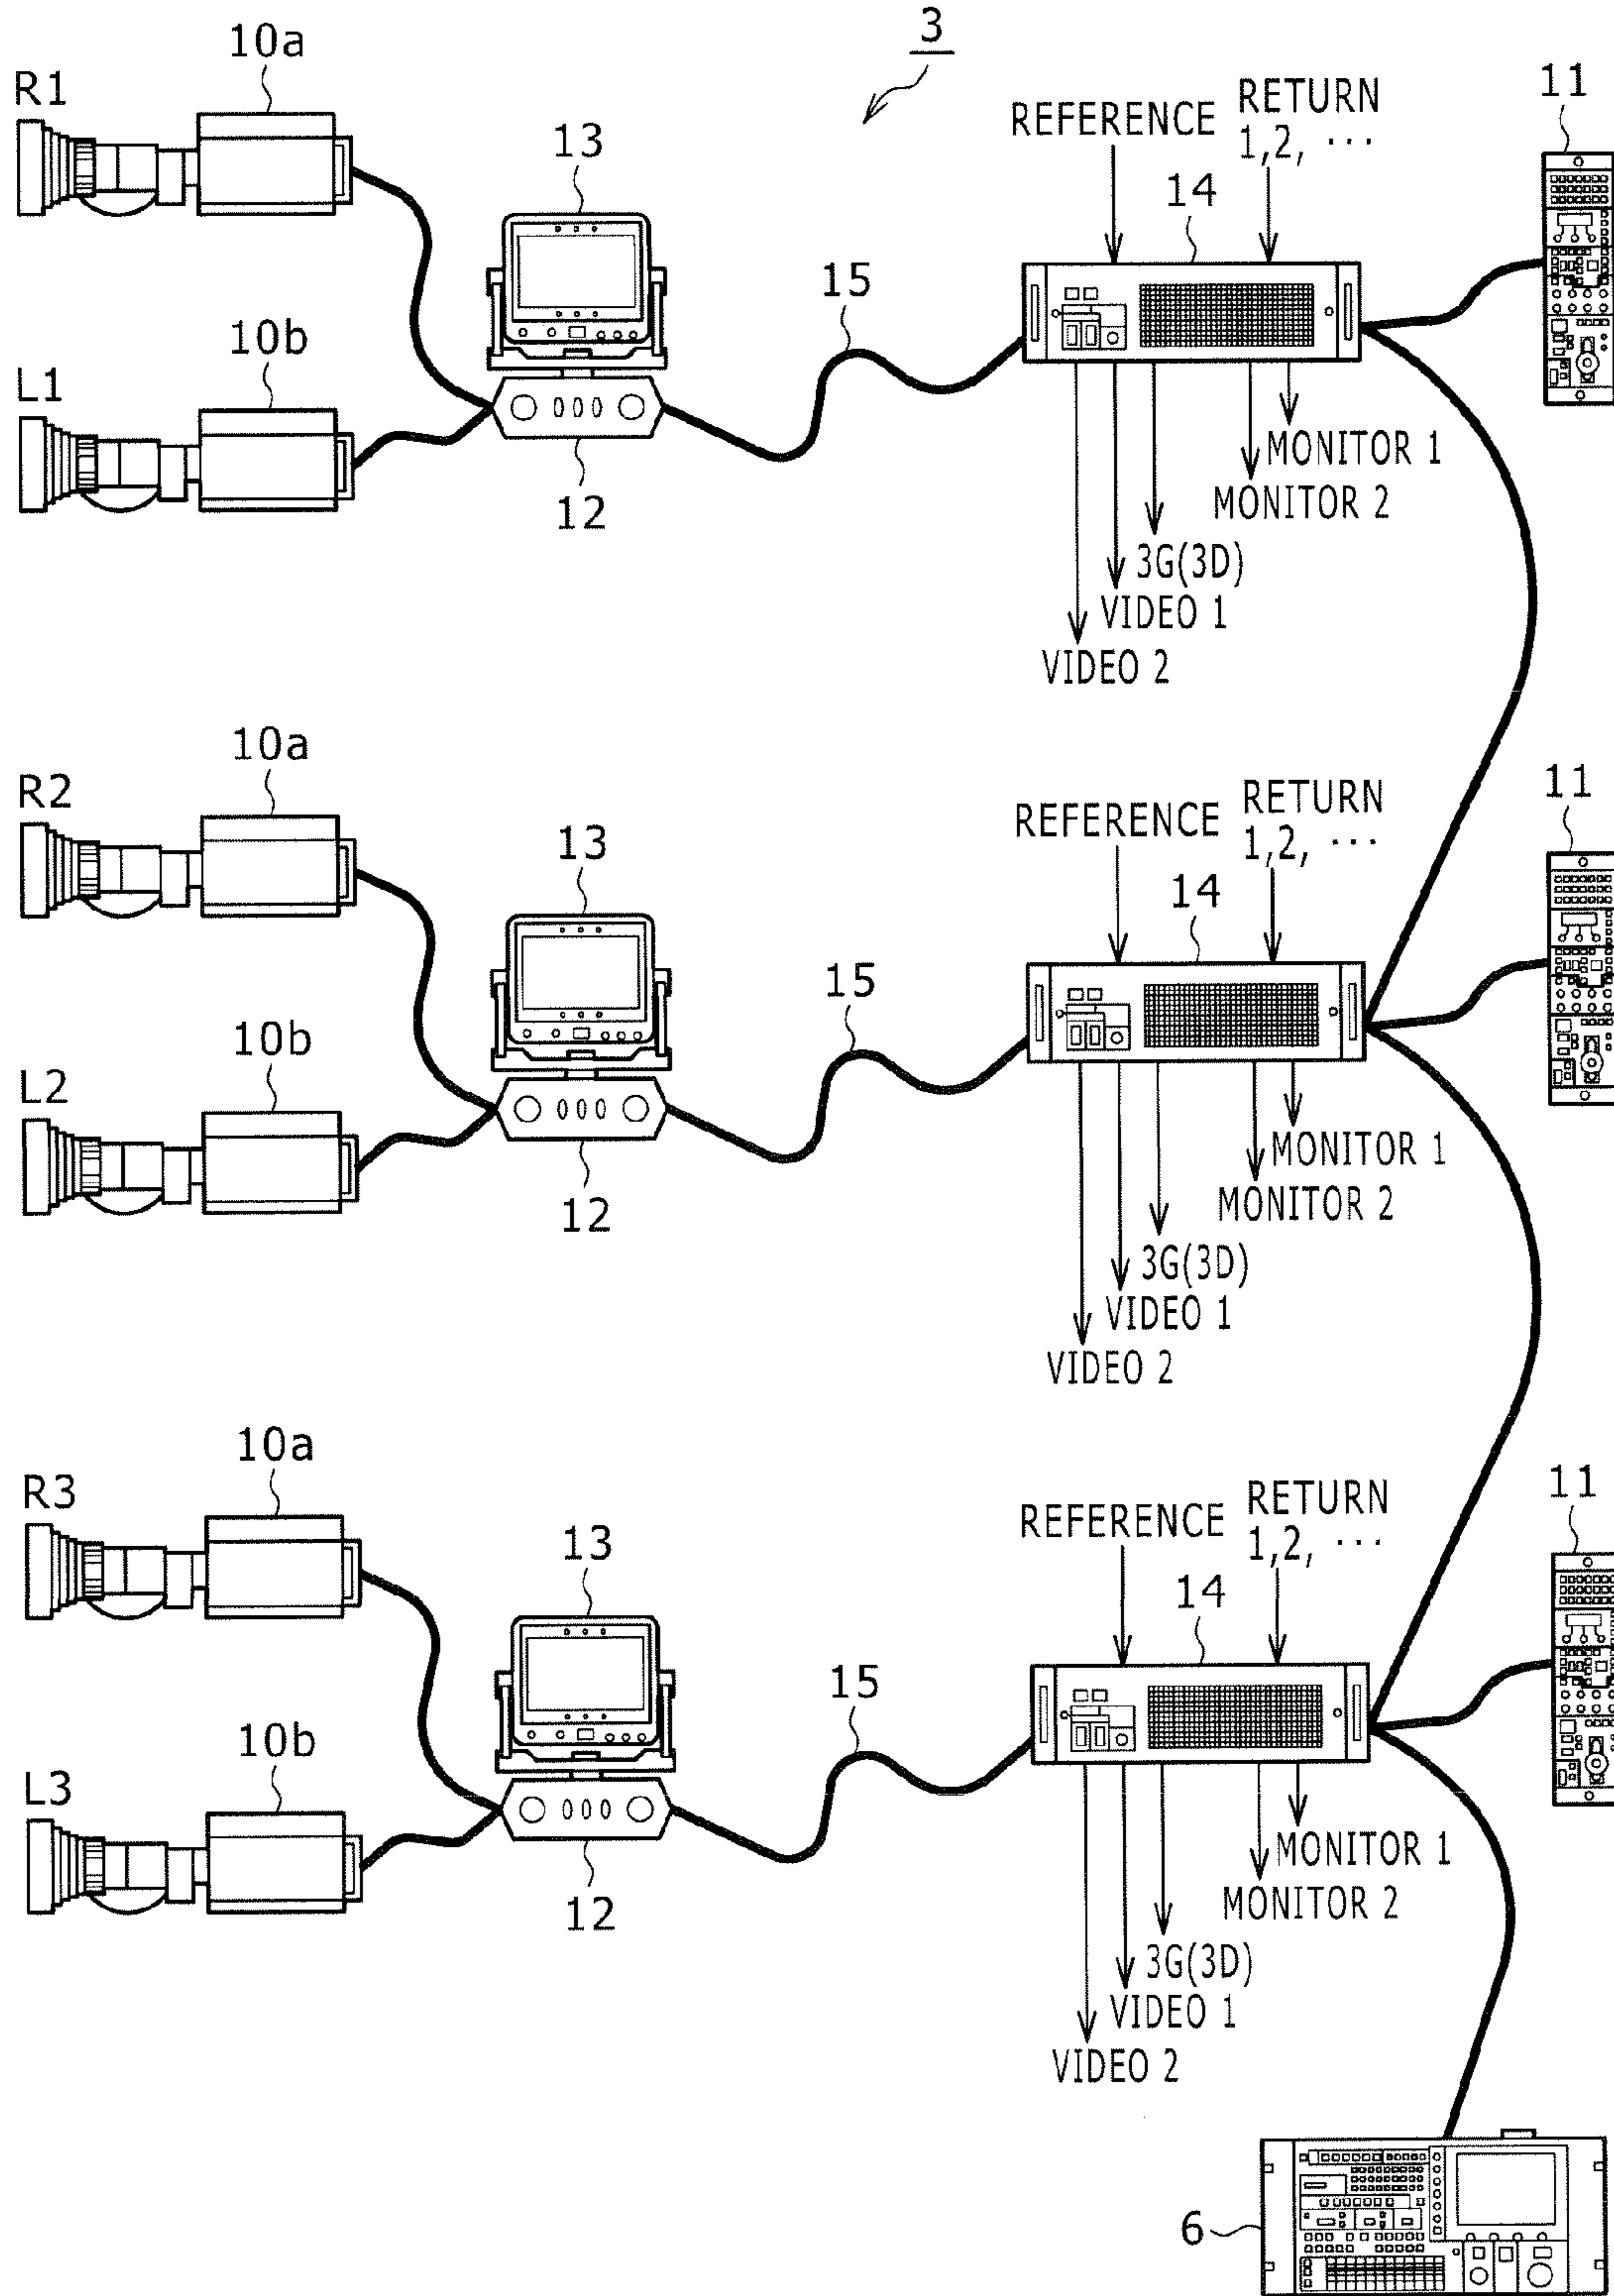 3
R1
10a
13
REFERENCE
RETURN
1,2, ···
11
14
15
L1
10b
12
MONITOR 1
MONITOR 2
3G(3D)
VIDEO 1
VIDEO 2
R2
10a
13
REFERENCE
RETURN
1,2, ···
11
14
15
L2
10b
12
MONITOR 1
MONITOR 2
3G(3D)
VIDEO 1
VIDEO 2
R3
10a
13
REFERENCE
RETURN
1,2, ···
11
14
15
L3
10b
12
MONITOR 1
MONITOR 2
3G(3D)
VIDEO 1
VIDEO 2
6